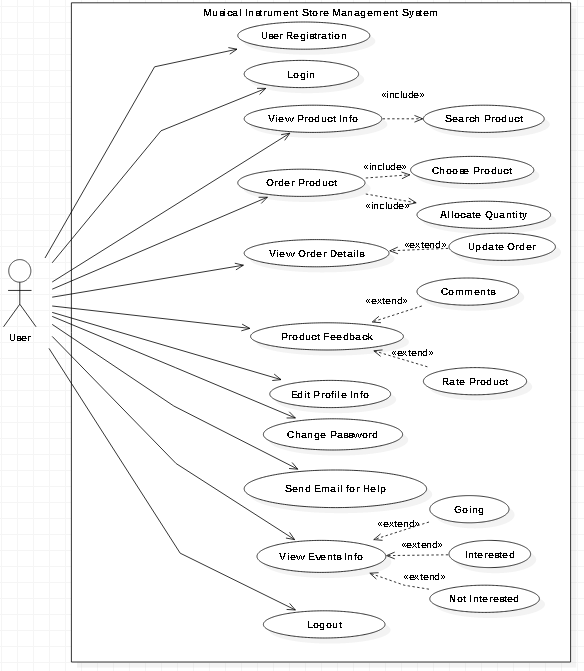 Musical Instrument Store Management System
User Registration
Login
«include»
View Product Info
Search Product
«include»
Choose Product
Order Product
«include»
Allocate Quantity
«extend»
Update Order
View Order Details
Comments
«extend»
User
Product Feedback
«extend»
Rate Product
Edit Profile Info
Change Password
Send Email for Help
Going
«extend»
«extend»
Interested
View Events Info
«extend»
Not Interested
Logout